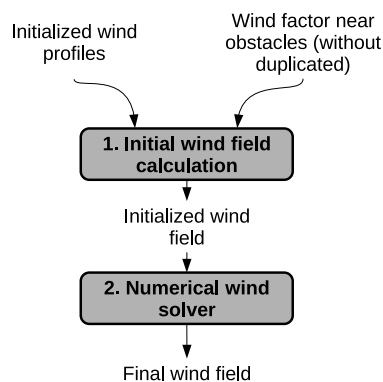 Initialized wind
profiles
Wind factor near
obstacles (without
duplicated)
1. Initial wind field
calculation
Initialized wind
field
2. Numerical wind
solver
Final wind field